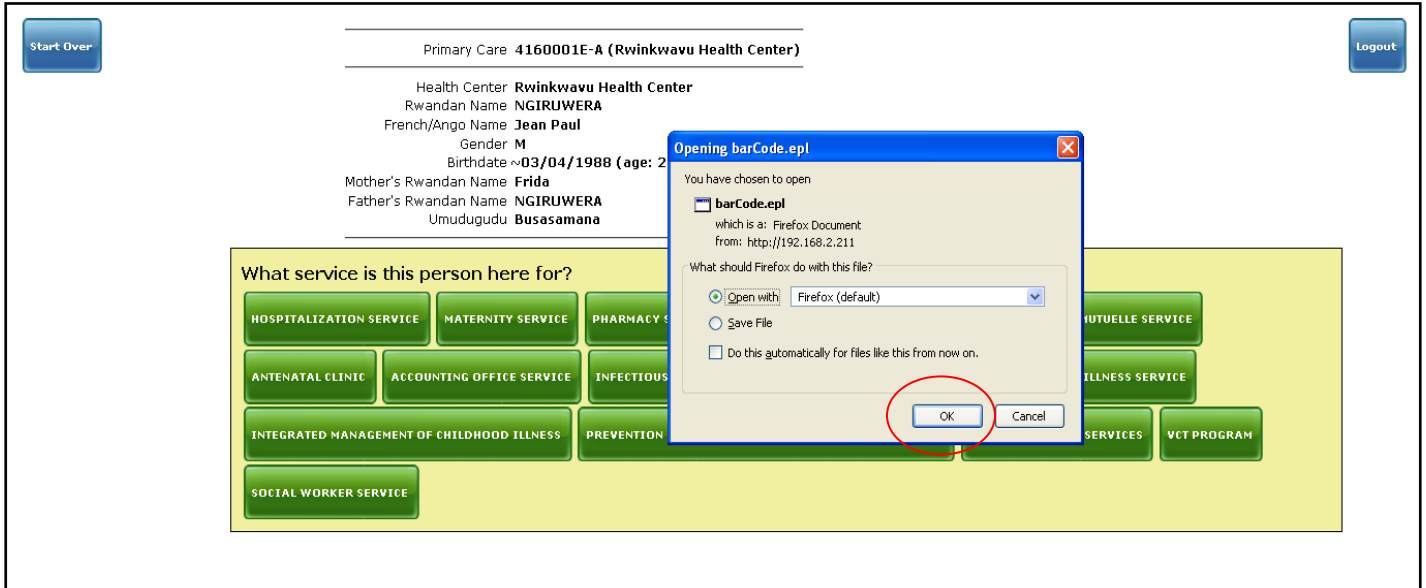 Start Over
Logout
Primary Care 4160001E-A (Rwinkwavu Health Center)
Health Center Rwinkwavu Health Center
Rwandan Name NGIRUWERA
French/Ango Name Jean Paul
Gender M
Birthdate ~03/04/1988 (age: 2
Mother's Rwandan Name Frida
Father's Rwandan Name NGIRUWERA
Umudugudu Busasamana
Opening barCode.epl
You have chosen to open
barCode.epl
which is a: Firefox Document
from: http://192.168.2.211
What should Firefox do with this file?
Open with Firefox (default)
Save File
Do this automatically for files like this from now on.
OK Cancel
What service is this person here for?
HOSPITALIZATION SERVICE MATERNITY SERVICE PHARMACY MUTUELLE SERVICE
ANTENATAL CLINIC ACCOUNTING OFFICE SERVICE INFECTIOUS ILLNESS SERVICE
INTEGRATED MANAGEMENT OF CHILDHOOD ILLNESS PREVENTION SERVICES VCT PROGRAM
SOCIAL WORKER SERVICE